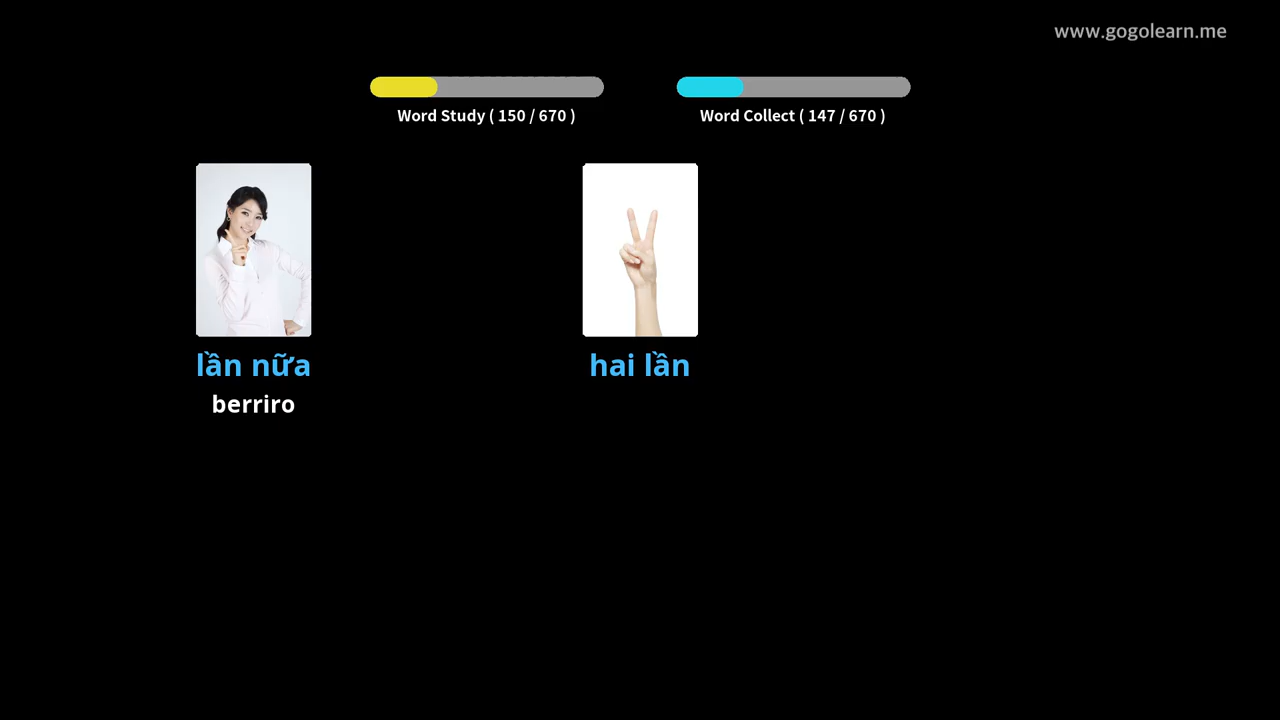 www.gogolearn.me
Word Study ( 150 / 670 )
Word Collect ( 147 / 670 )
lần nữa
berriro
hai lần